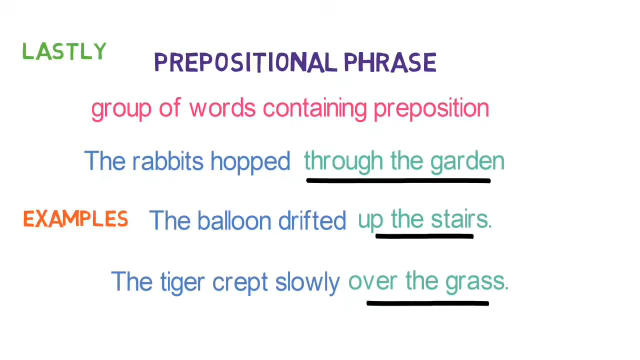 LASTLY
PREPOSITIONAL PHRASE
group of words containing preposition
The rabbits hopped through the garden
EXAMPLES The balloon drifted up the stairs.
The tiger crept slowly over the grass.